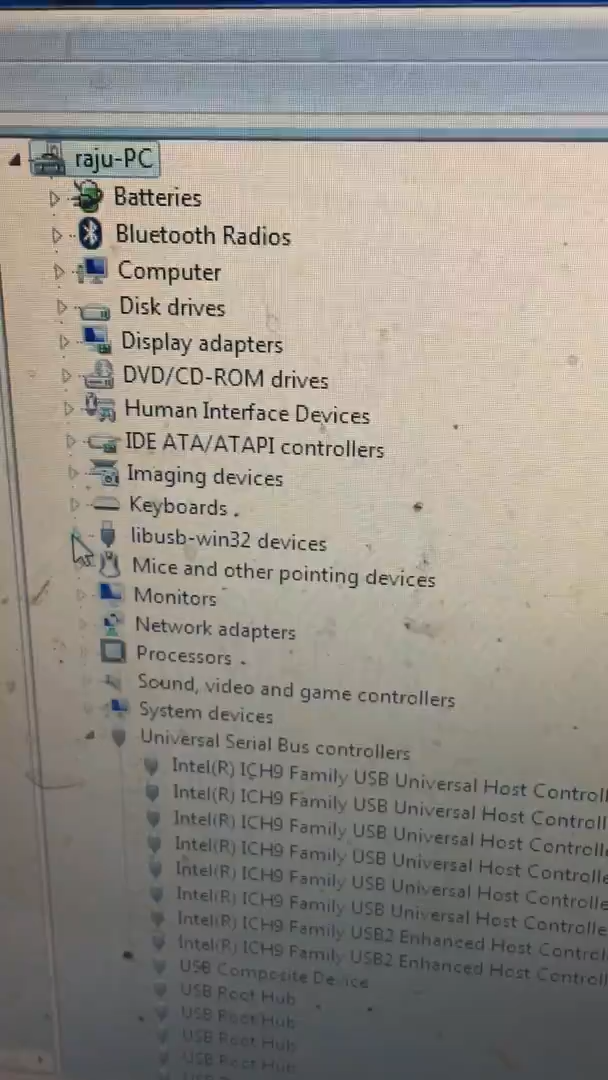 raju-PC
Batteries
Bluetooth Radios
Computer
Disk drives
Display adapters
DVD/CD-ROM drives
Human Interface Devices
IDE ATA/ATAPI controllers
Imaging devices
Keyboards
libusb-win32 devices
Mice and other pointing devices
Monitors
Network adapters
Processors
Sound, video and game controllers
System devices
Universal Serial Bus controllers
Intel(R) ICH9 Family USB Universal Host Controll
Intel(R) ICH9 Family USB Universal Host Controll
Intel(R) ICH9 Family USB Universal Host Controlle
Intel(R) ICH9 Family USB Universal Host Controlle
Intel(R) ICH9 Family USB Universal Host Controlle
Intel(R) ICH9 Family USB Universal Host Controlle
Intel(R) ICH9 Family USB2 Enhanced Host Control
Intel(R) ICH9 Family USB2 Enhanced Host Control
USB Composite Device
USB Root Hub
USB Root Hub
USB Root Hub
USB Root Hub